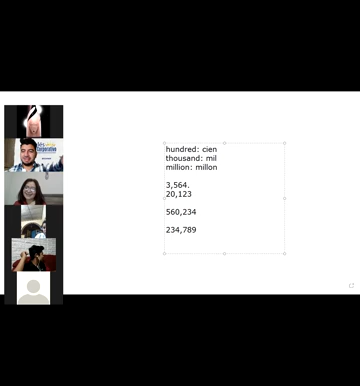 hundred: cien
thousand: mil
million: millon
3,564.
20,123
560,234
234,789